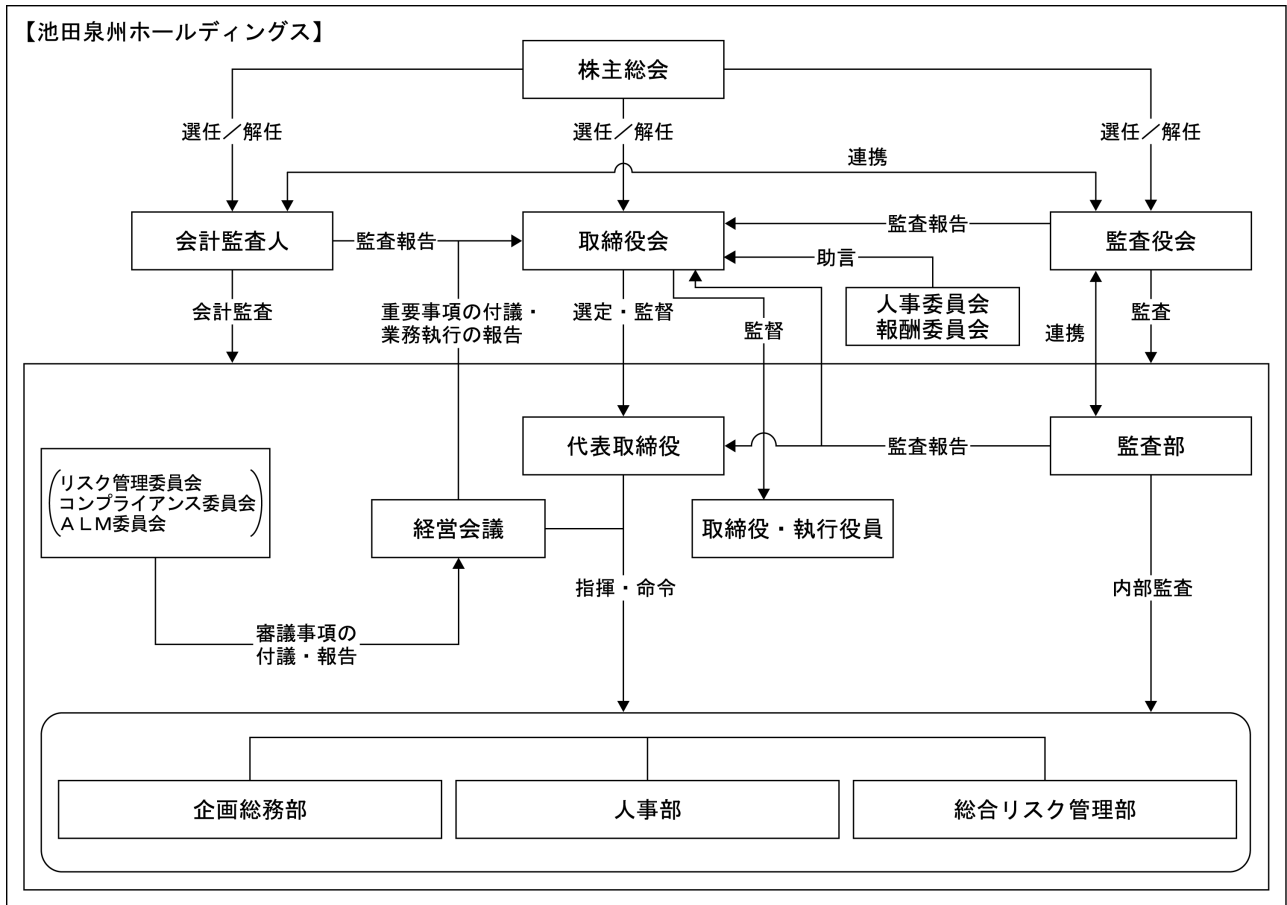 【池田泉州ホールディングス】
株主総会
選任／解任
選任／解任
選任／解任
連携
会計監査人
監査報告
取締役会
監査報告
監査役会
助言
人事委員会
報酬委員会
会計監査
重要事項の付議・
業務執行の報告
選定・監督
監督
連携
監査
代表取締役
監査報告
監査部
リスク管理委員会
コンプライアンス委員会
ＡＬＭ委員会
経営会議
取締役・執行役員
指揮・命令
内部監査
審議事項の
付議・報告
企画総務部
人事部
総合リスク管理部